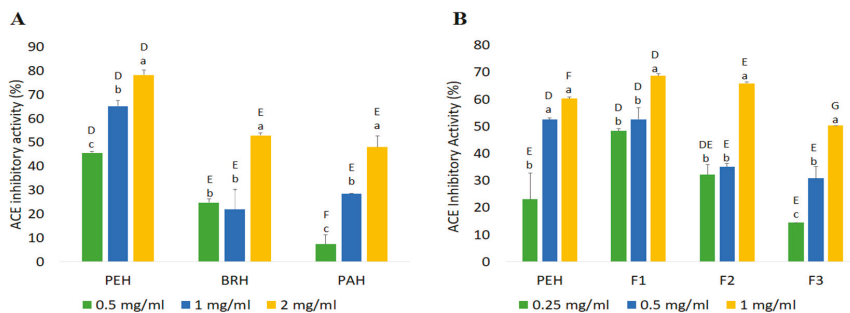 A
ACE inhibitory activity (%)
90
80
70
60
50
40
30
20
10
0
D
c
D
b
D
a
E
b
E
b
E
a
F
c
E
b
E
a
PEH BRH PAH
0.5 mg/ml 1 mg/ml 2 mg/ml
B
ACE Inhibitory Activity (%)
80
70
60
50
40
30
20
10
0
E
b
D
a
F
a
D
b
D
b
D
a
DE
b
E
b
E
a
E
c
E
b
G
a
PEH F1 F2 F3
0.25 mg/ml 0.5 mg/ml 1 mg/ml